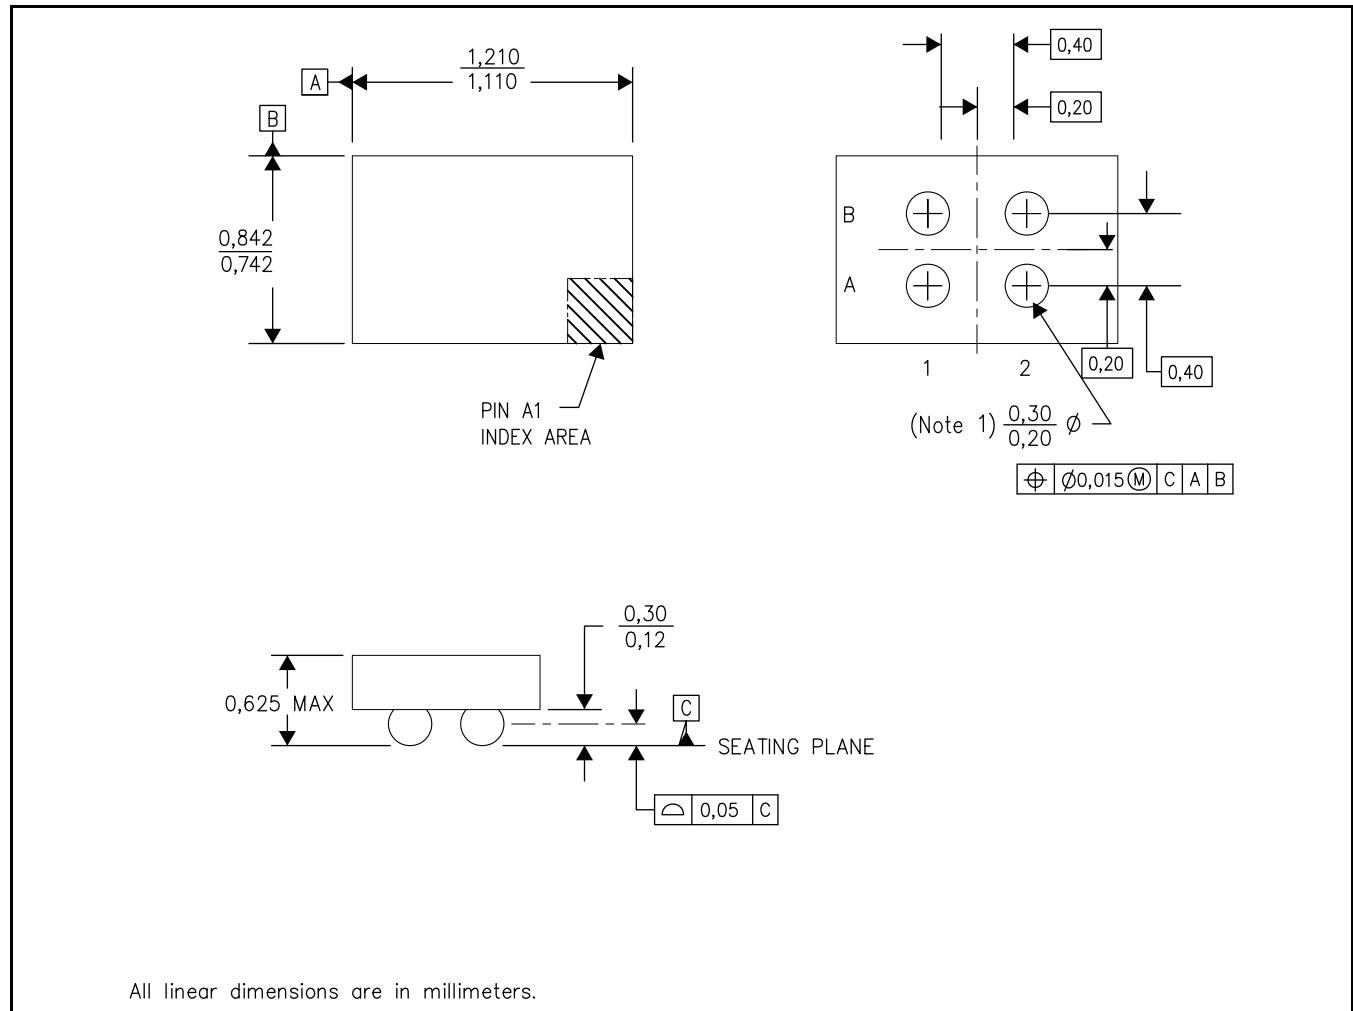 0,40
1,210
1,110
A
0,20
B
0,842
0,742
B
A
1
2
0,20
0,40
PIN A1
INDEX AREA
(Note 1) 0,30
0,20 Ø
⌖ Ø0,015 Ⓜ C A B
0,30
0,12
0,625 MAX
C
SEATING PLANE
⌓ 0,05 C
All linear dimensions are in millimeters.